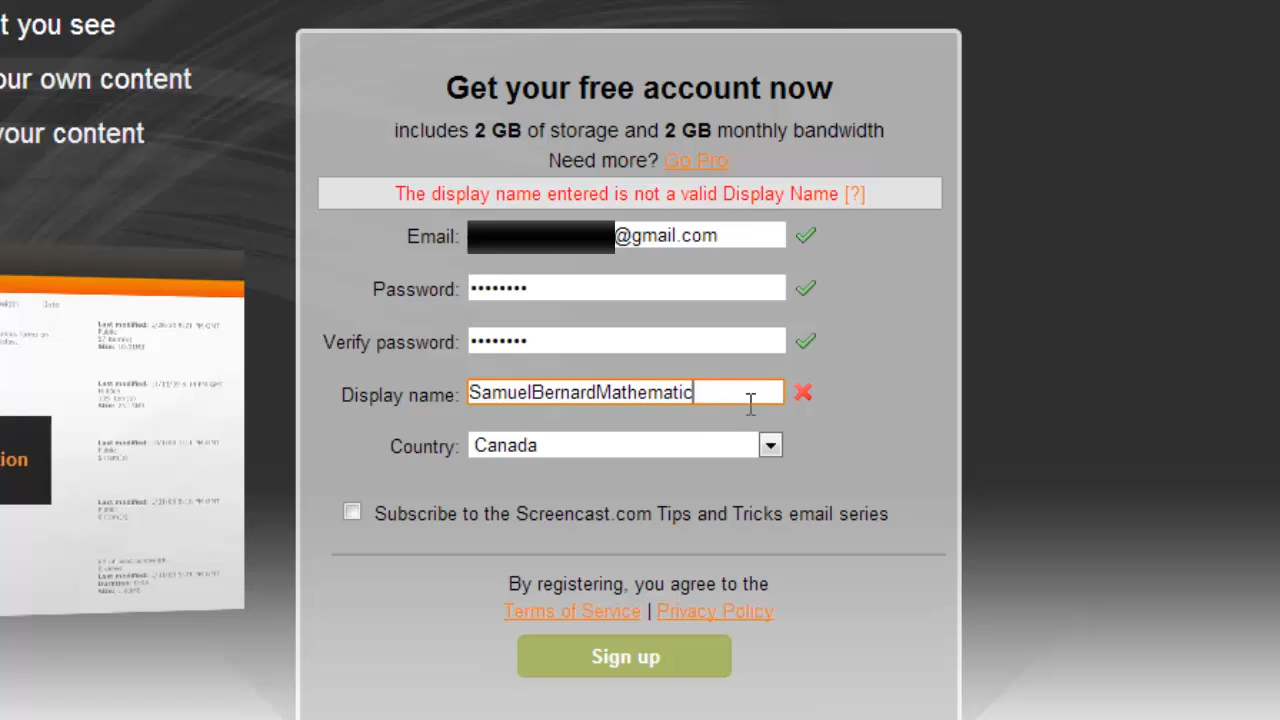 t you see
our own content
your content
Get your free account now
includes 2 GB of storage and 2 GB monthly bandwidth
Need more? Go Pro
The display name entered is not a valid Display Name [?]
Email: @gmail.com
Password: ••••••••
Verify password: ••••••••
Display name: SamuelBernardMathematic
Country: Canada
ion
Subscribe to the Screencast.com Tips and Tricks email series
By registering, you agree to the
Terms of Service | Privacy Policy
Sign up